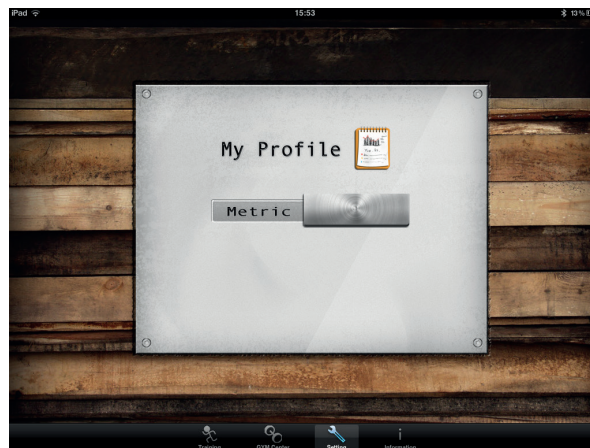 iPad 15:53 13%
My Profile
Metric
Training GYM Center Setting Information